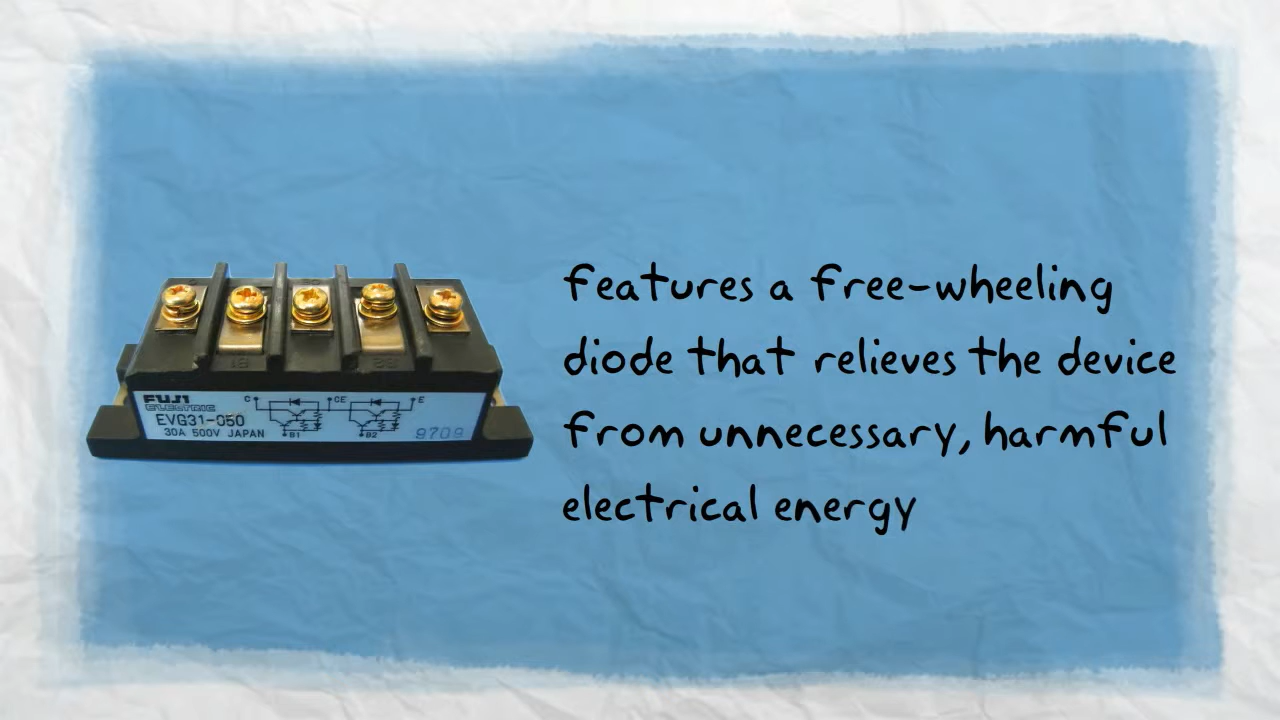 features a free-wheeling
diode that relieves the device
from unnecessary, harmful
electrical energy
FUJI
ELECTRIC
EVG31-050
30A 500V JAPAN
C
CE
E
B1
B2
9709